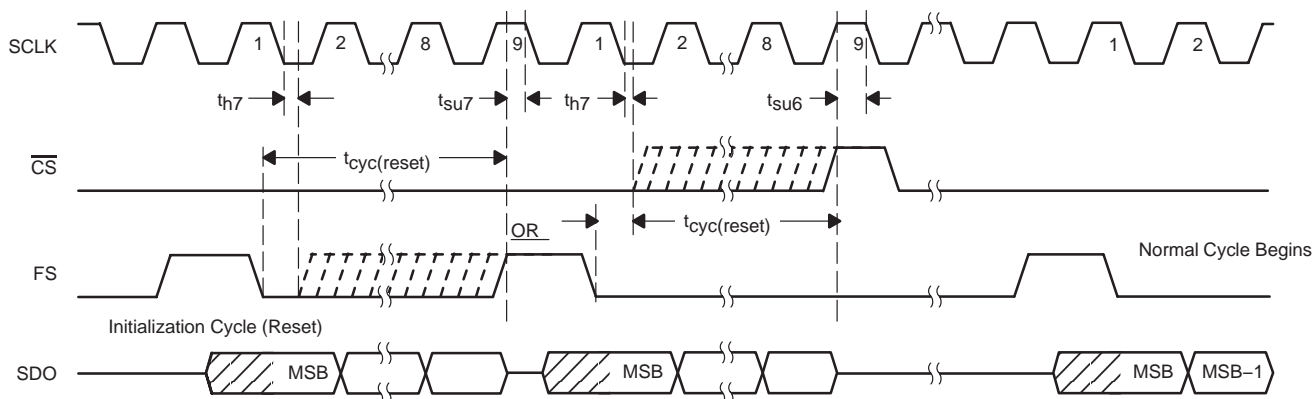 SCLK 1 2 8 9 1 2 8 9 1 2
th7 tsu7 th7 tsu6
CS tcyc(reset)
OR tcyc(reset)
FS Normal Cycle Begins
Initialization Cycle (Reset)
SDO MSB MSB MSB MSB−1